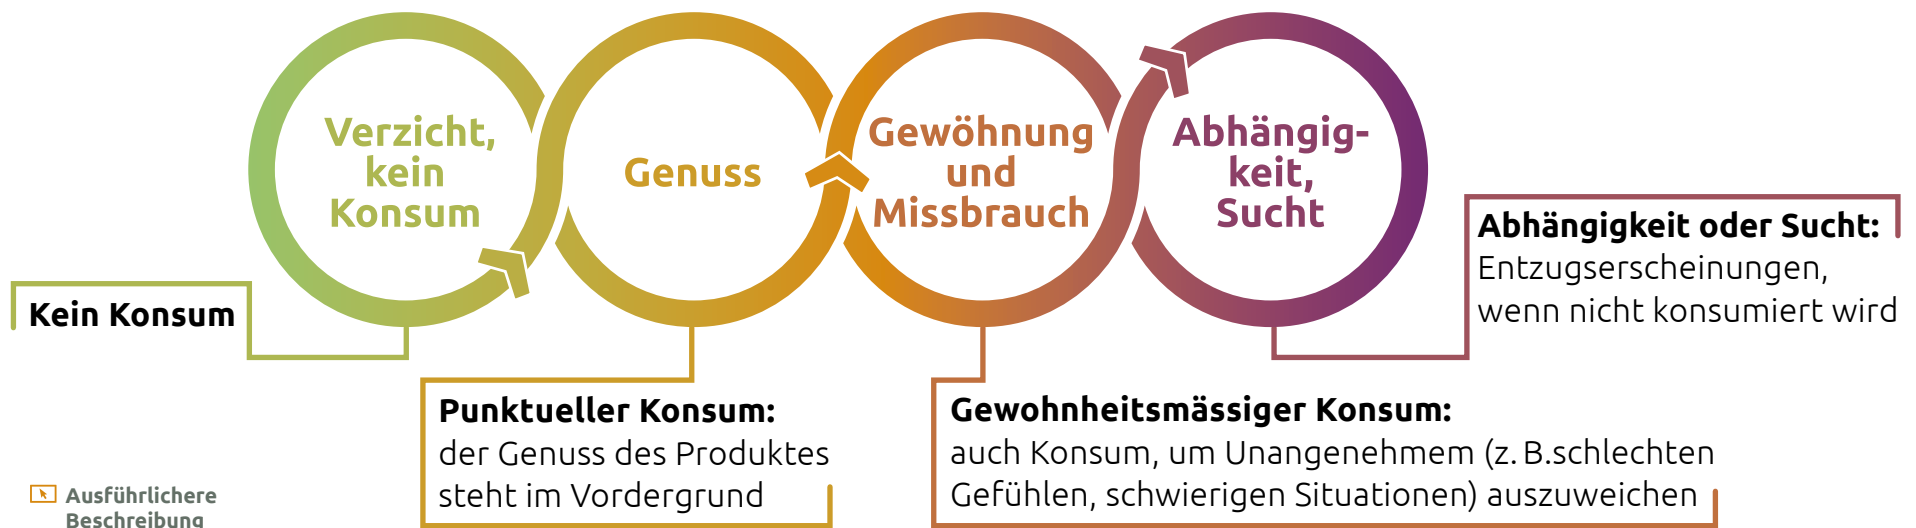 Verzicht,
kein
Konsum
Genuss
Gewöhnung
und
Missbrauch
Abhängig-
keit,
Sucht
Kein Konsum
Punktueller Konsum:
der Genuss des Produktes
steht im Vordergrund
Gewohnheitsmässiger Konsum:
auch Konsum, um Unangenehmem (z. B.schlechten
Gefühlen, schwierigen Situationen) auszuweichen
Abhängigkeit oder Sucht:
Entzugserscheinungen,
wenn nicht konsumiert wird
Ausführlichere
Beschreibung